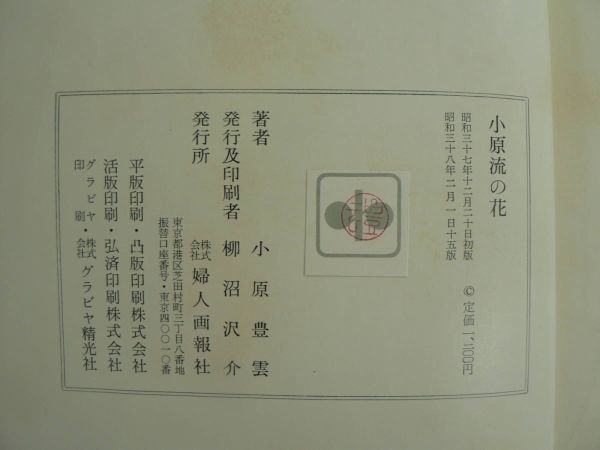 小原流の花
昭和三十七年十二月二十日初版
昭和三十八年二月一日十五版
© 定価一、三〇〇円
著者 小原豊雲
発行及印刷者 柳沼沢介
発行所 株式会社 婦人画報社
東京都港区芝田村町三丁目八番地
振替口座番号・東京四〇〇一〇番
平版印刷・凸版印刷株式会社
活版印刷・弘済印刷株式会社
グラビヤ印刷・株式会社 グラビヤ精光社